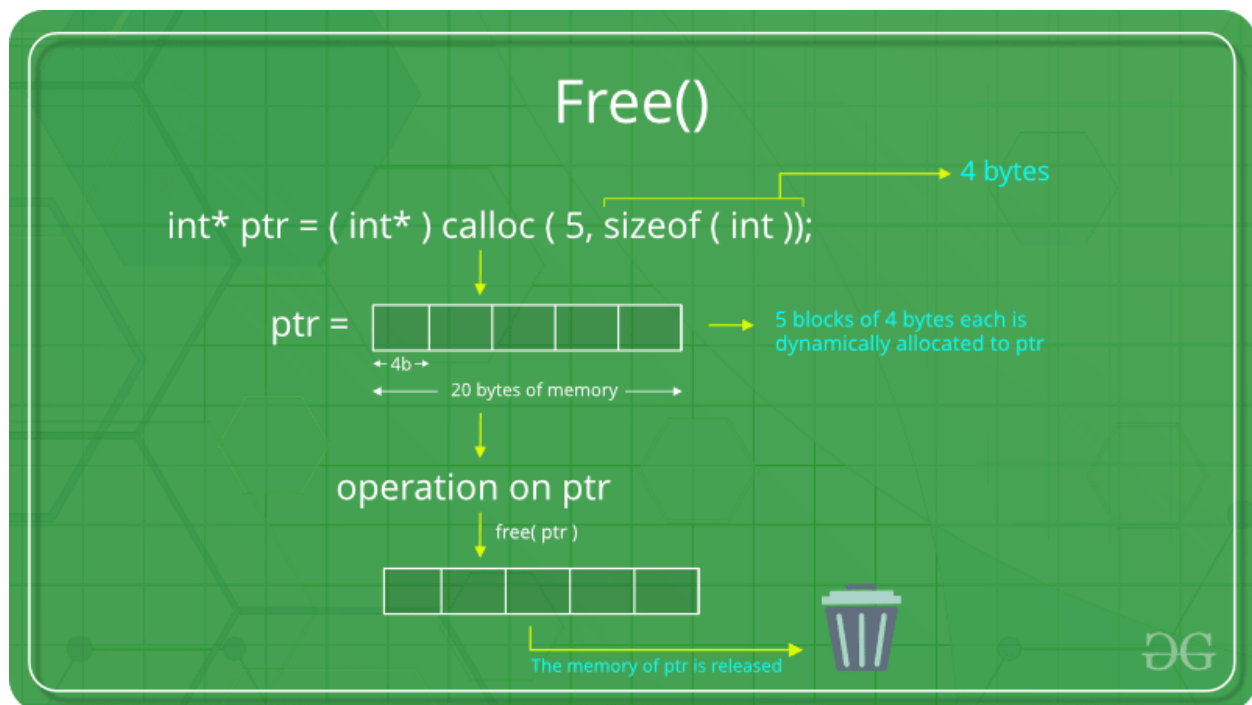 Free()
4 bytes
int* ptr = ( int* ) calloc ( 5, sizeof ( int ));
ptr =
5 blocks of 4 bytes each is
dynamically allocated to ptr
4b
20 bytes of memory
operation on ptr
free( ptr )
The memory of ptr is released